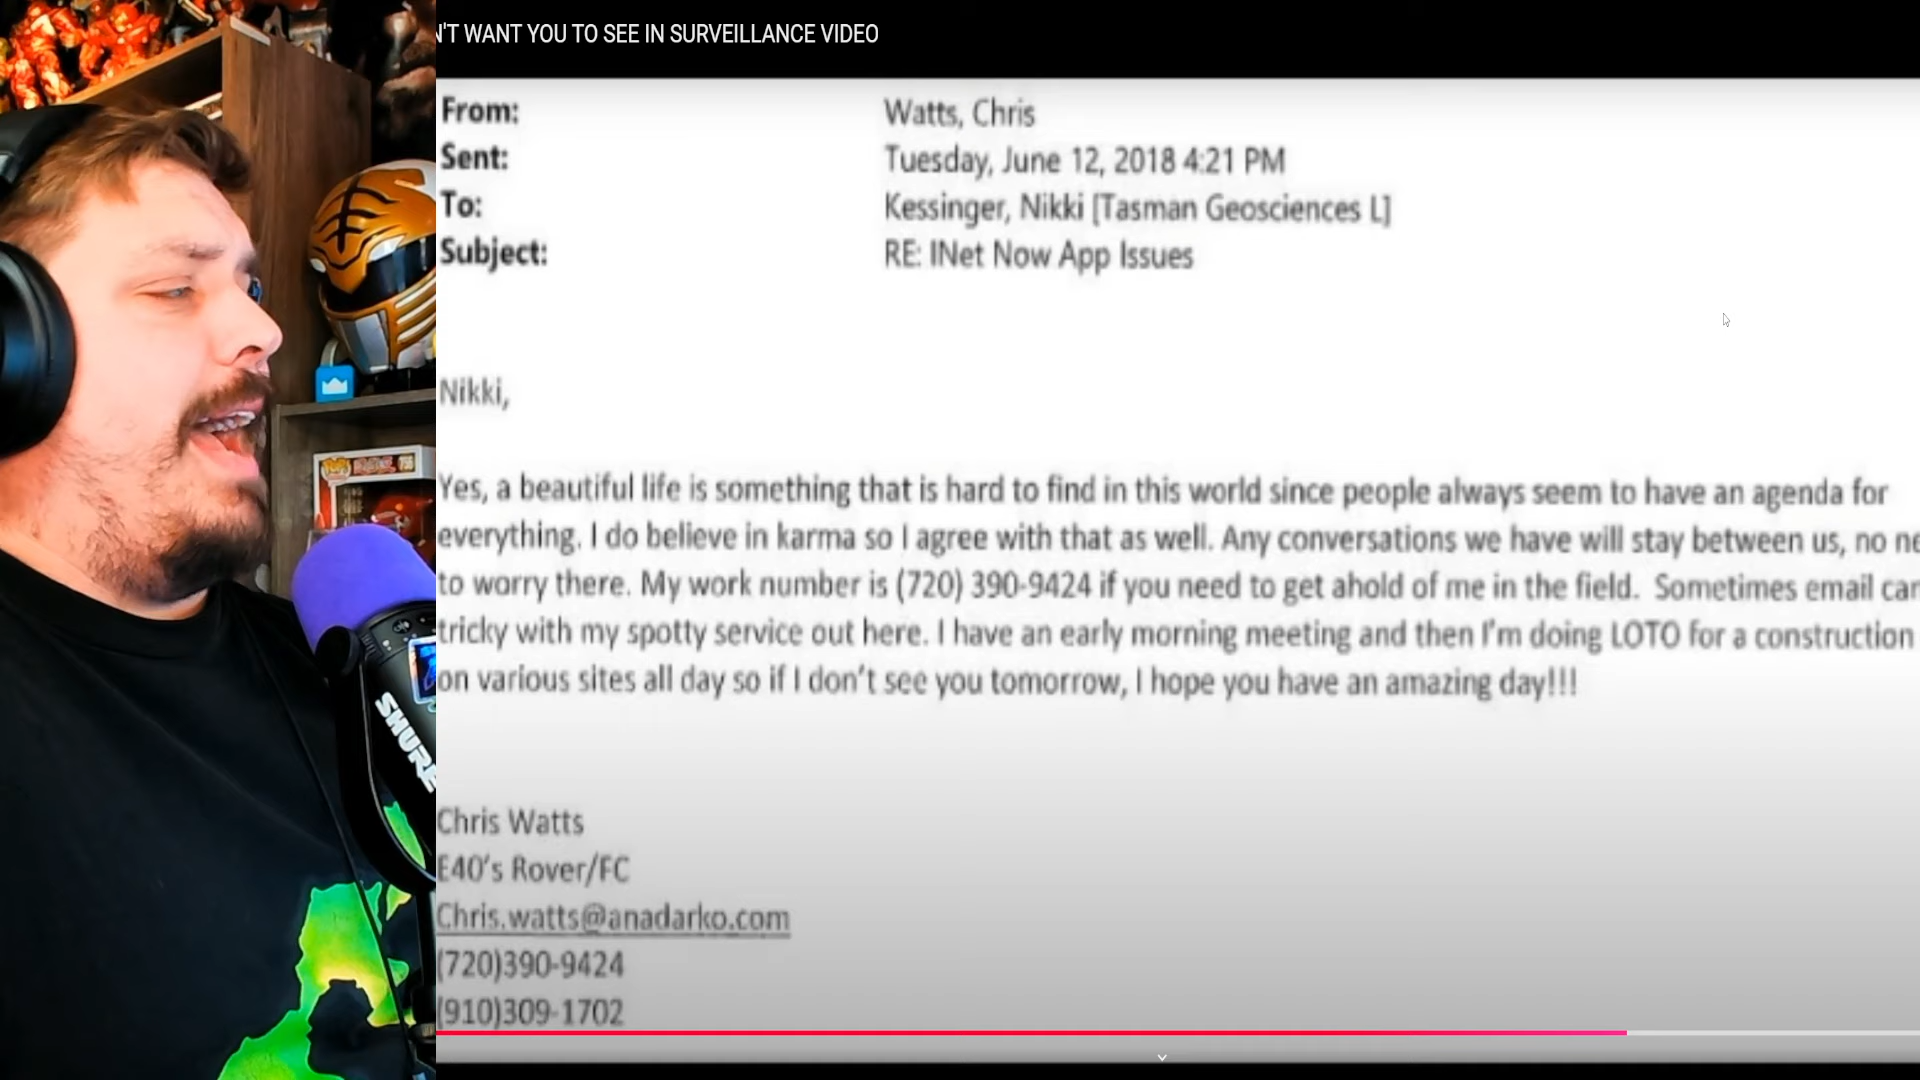 N'T WANT YOU TO SEE IN SURVEILLANCE VIDEO
From: Watts, Chris
Sent: Tuesday, June 12, 2018 4:21 PM
To: Kessinger, Nikki [Tasman Geosciences L]
Subject: RE: INet Now App Issues
Nikki,
Yes, a beautiful life is something that is hard to find in this world since people always seem to have an agenda for
everything. I do believe in karma so I agree with that as well. Any conversations we have will stay between us, no ne
to worry there. My work number is (720) 390-9424 if you need to get ahold of me in the field. Sometimes email can
tricky with my spotty service out here. I have an early morning meeting and then I'm doing LOTO for a construction
on various sites all day so if I don't see you tomorrow, I hope you have an amazing day!!!
Chris Watts
E40's Rover/FC
Chris.watts@anadarko.com
(720)390-9424
(910)309-1702
SHURE